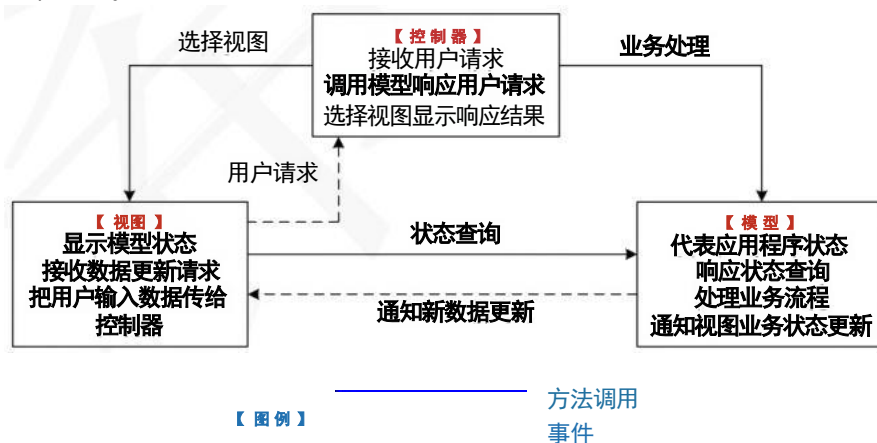 选择视图
【控制器】
接收用户请求
调用模型响应用户请求
选择视图显示响应结果
业务处理
用户请求
【视图】
显示模型状态
接收数据更新请求
把用户输入数据传给
控制器
状态查询
通知新数据更新
【模型】
代表应用程序状态
响应状态查询
处理业务流程
通知视图业务状态更新
【图例】
方法调用
事件